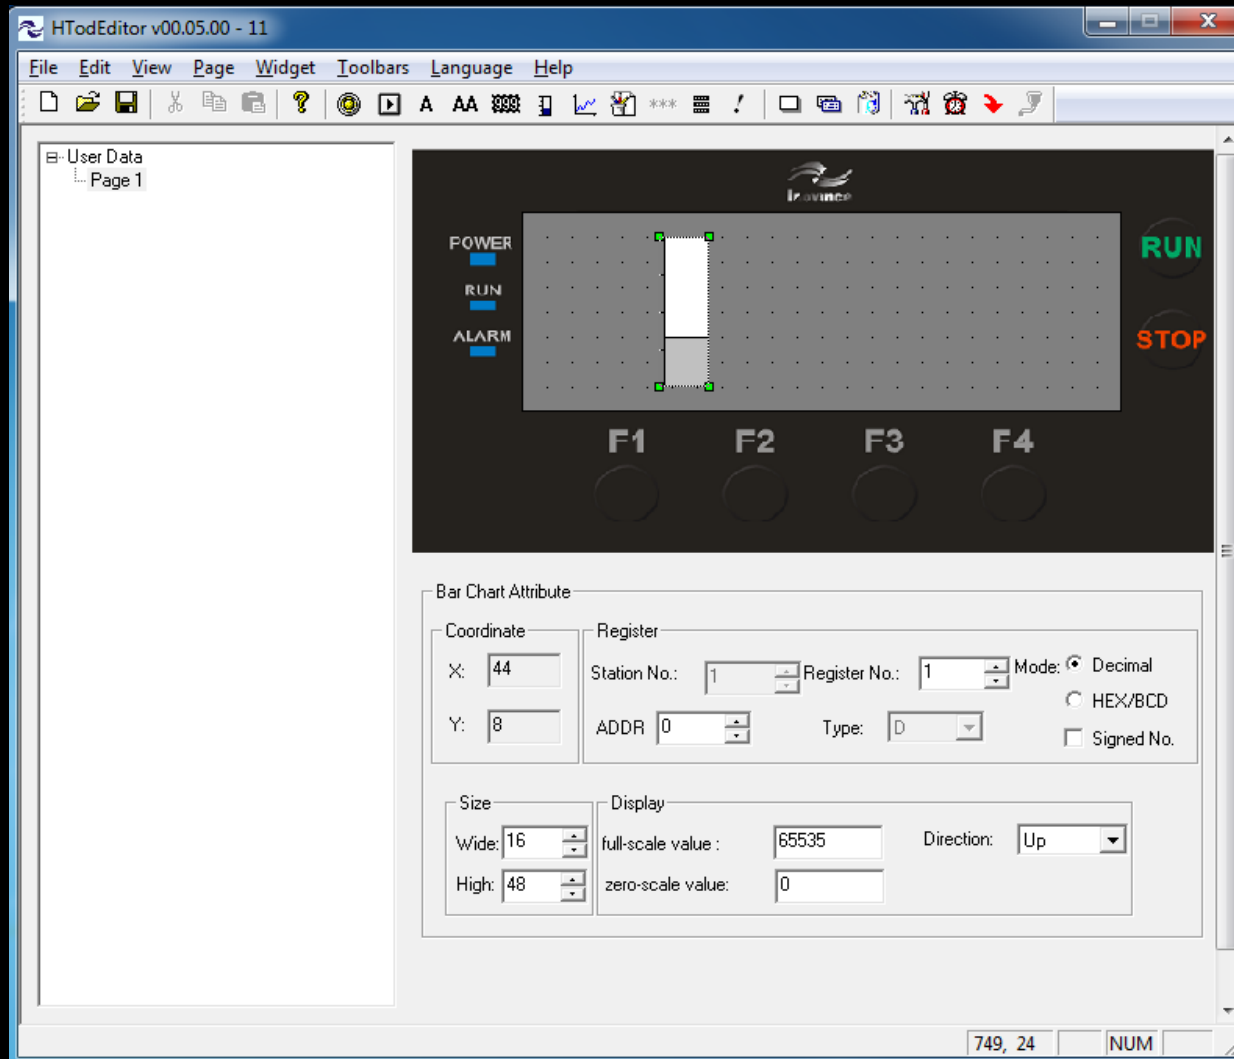 HTodEditor v00.05.00 - 11
File Edit View Page Widget Toolbars Language Help
A AA *** !
User Data
Page 1
Inovance
POWER
RUN
ALARM
RUN
STOP
F1 F2 F3 F4
Bar Chart Attribute
Coordinate
X: 44
Y: 8
Register
Station No.: 1 Register No.: 1 Mode: Decimal
HEX/BCD
ADDR 0 Type: D Signed No.
Size
Wide: 16
High: 48
Display
full-scale value : 65535 Direction: Up
zero-scale value: 0
749, 24 NUM